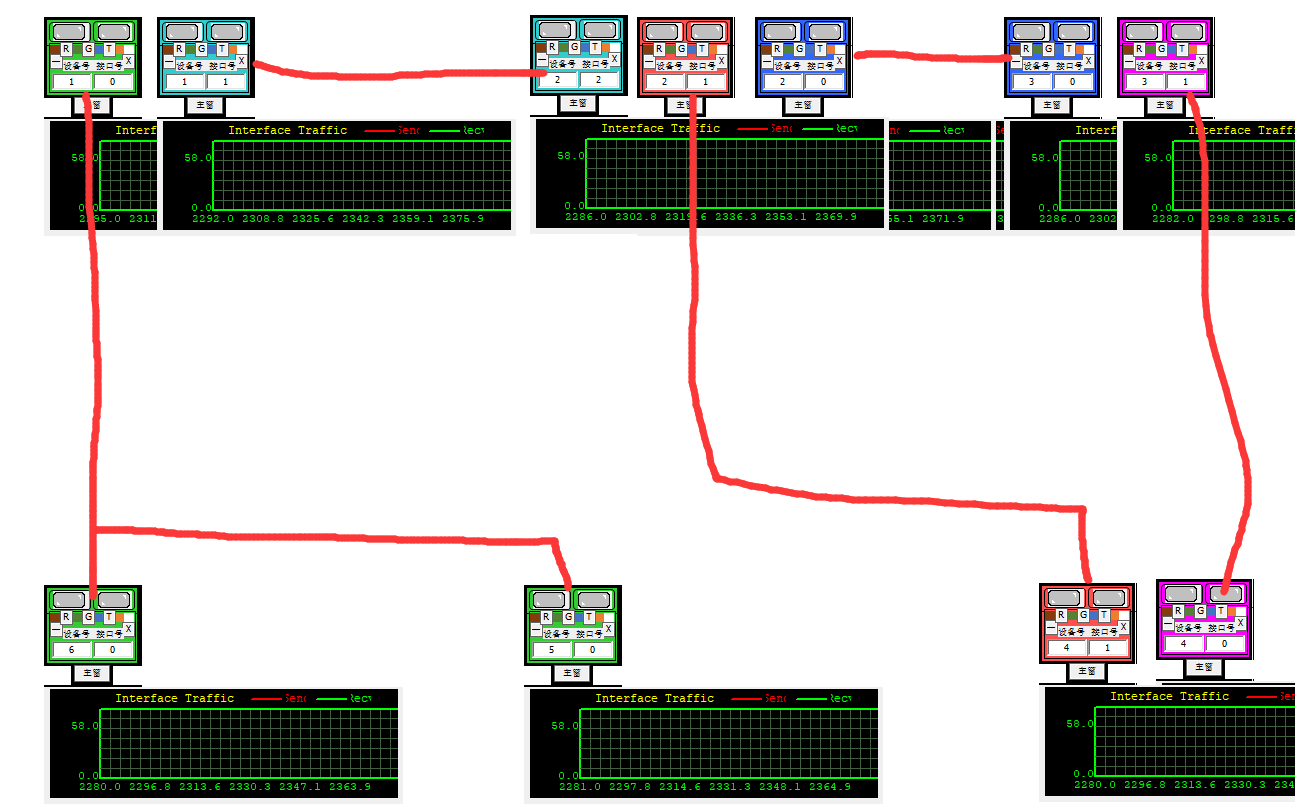 R G T
R G T
R G T
R G T
R G T
R G T
R G T
一 设备号 接口号 X
一 设备号 接口号 X
一 设备号 接口号 X
设备号 接口号 X
设备号 接口号 X
一 设备号 接口号 X
设备号 接口号 X
1 0
1 1
2 2
2 1
2 0
3 0
3 1
主窗
主窗
主窗
主窗
主窗
主窗
Interface Traffic
Interface Traffic Recv
58.0
58.0
58.0
58.0
58.0
0.0
0.0
0.0
0.0
2292.0 2308.8 2325.6 2342.3 2359.1 2375.9
2286.0 2302.8 2319.6 2336.3 2353.1 2369.9
2371.9
2286.0
2282.0
R G T
R G T
R G T
R G T
一 设备号 接口号 X
一 设备号 接口号 X
一 设备号 接口号 X
一 设备号 接口号 X
6 0
5 0
4 1
4 0
主窗
主窗
主窗
主窗
Interface Traffic
Interface Traffic
Interface Traffic
58.0
58.0
58.0
0.0
0.0
0.0
2280.0 2296.8 2313.6 2330.3 2347.1 2363.9
2281.0 2297.8 2314.6 2331.3 2348.1 2364.9
2280.0 2296.8 2313.6 2330.3